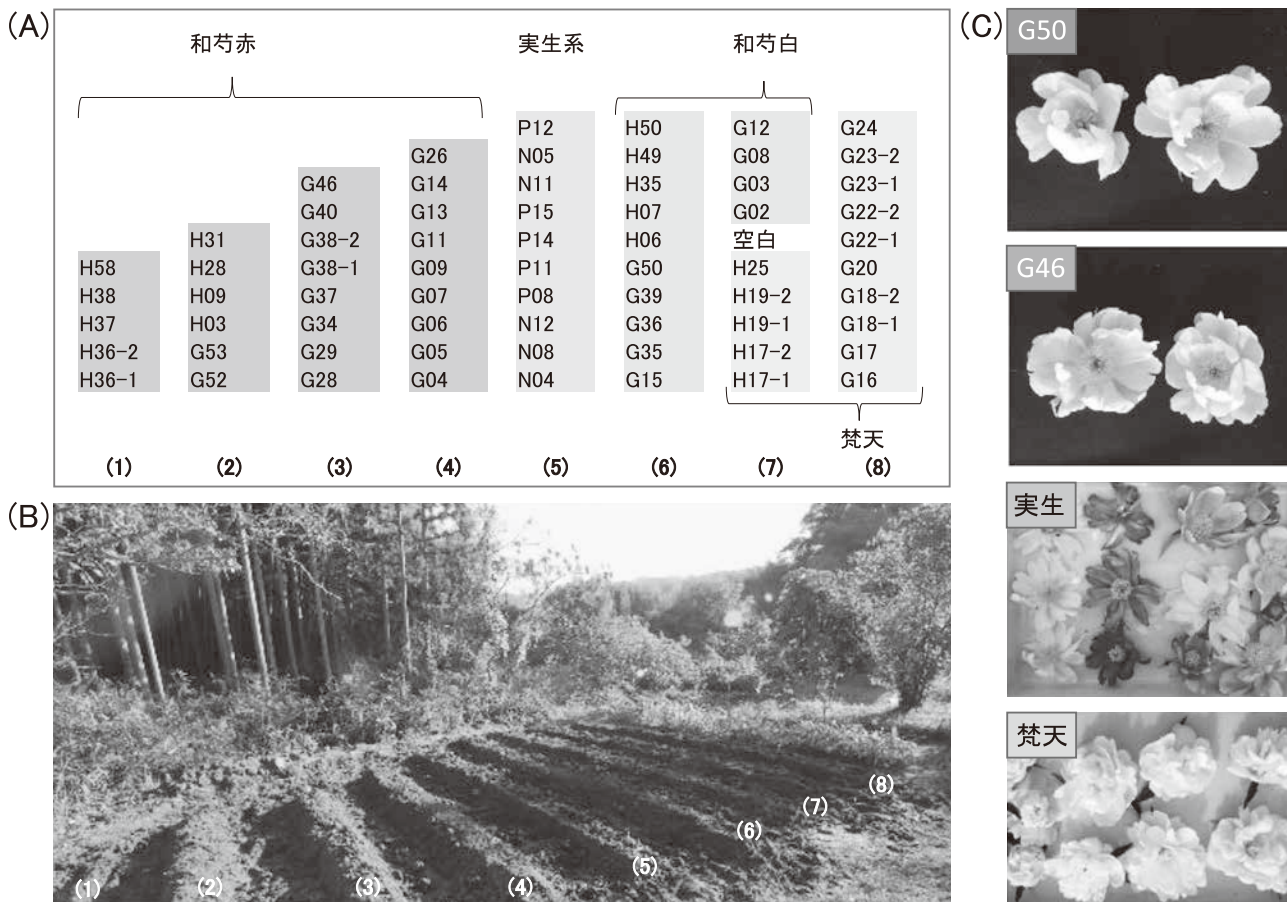 (A)
和芍赤 実生系 和芍白
P12 H50 G12 G24
G26 N05 H49 G08 G23-2
G46 G14 N11 H35 G03 G23-1
G40 G13 P15 H07 G02 G22-2
H31 G38-2 G11 P14 H06 空白 G22-1
H58 H28 G38-1 G09 P11 G50 H25 G20
H38 H09 G37 G07 P08 G39 H19-2 G18-2
H37 H03 G34 G06 N12 G36 H19-1 G18-1
H36-2 G53 G29 G05 N08 G35 H17-2 G17
H36-1 G52 G28 G04 N04 G15 H17-1 G16
梵天
(1) (2) (3) (4) (5) (6) (7) (8)
(B)
(1) (2) (3) (4) (5) (6) (7) (8)
(C)
G50
G46
実生
梵天